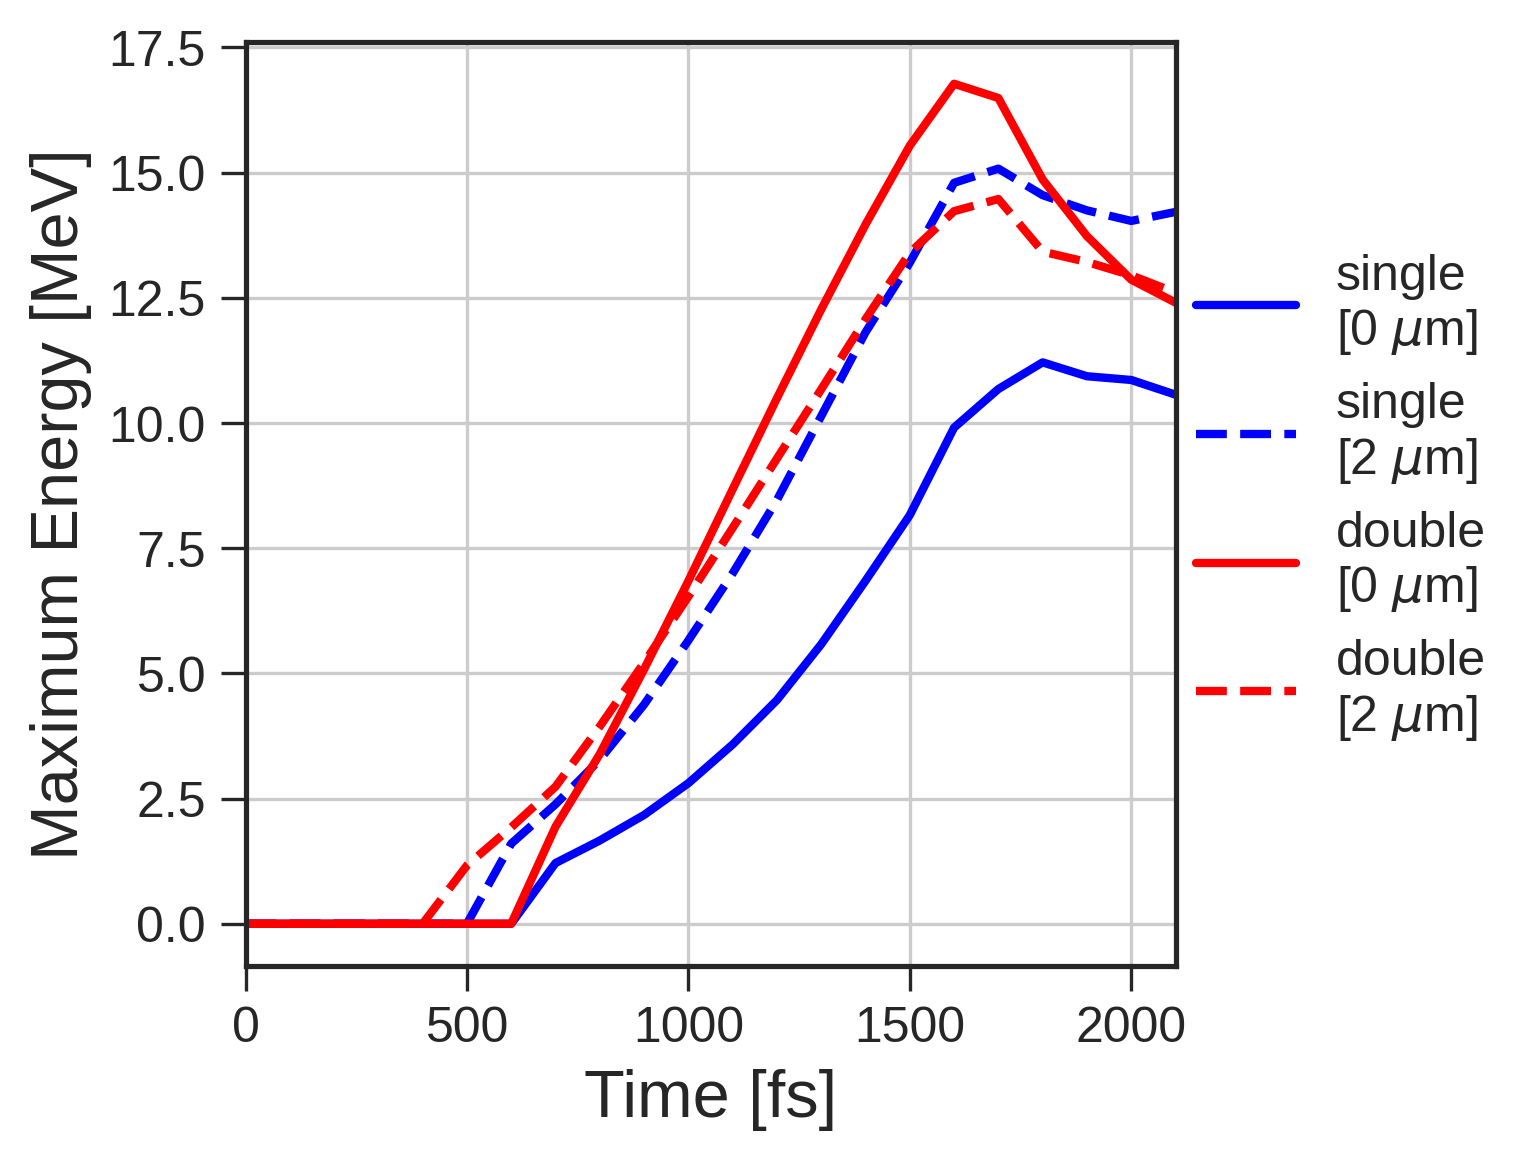 Maximum Energy [MeV]
17.5
15.0
12.5
10.0
7.5
5.0
2.5
0.0
0
500
1000
1500
2000
Time [fs]
single
[0 μm]
single
[2 μm]
double
[0 μm]
double
[2 μm]